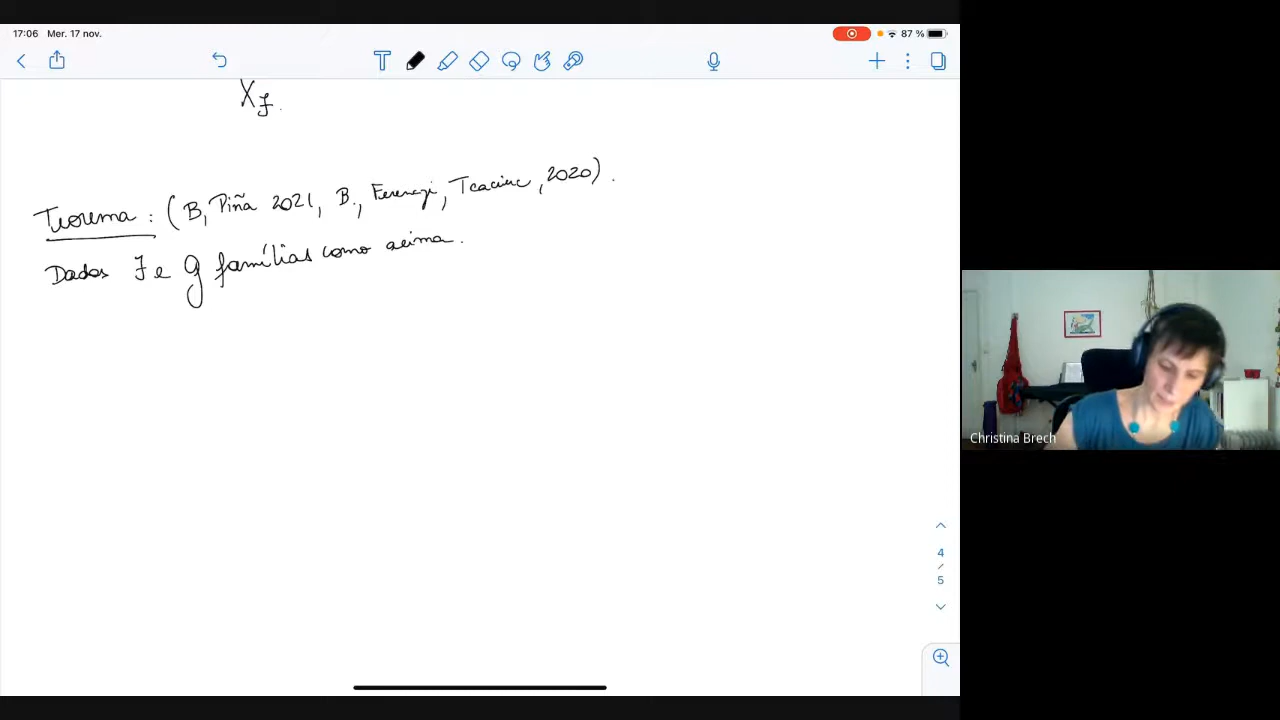 17:06 Mer. 17 nov.
87 %
X_F.
Teorema : (B, Piña 2021, B., Ferenczi, Tcaciuc, 2020).
Dadas F e G famílias como acima.
Christina Brech
4
/
5